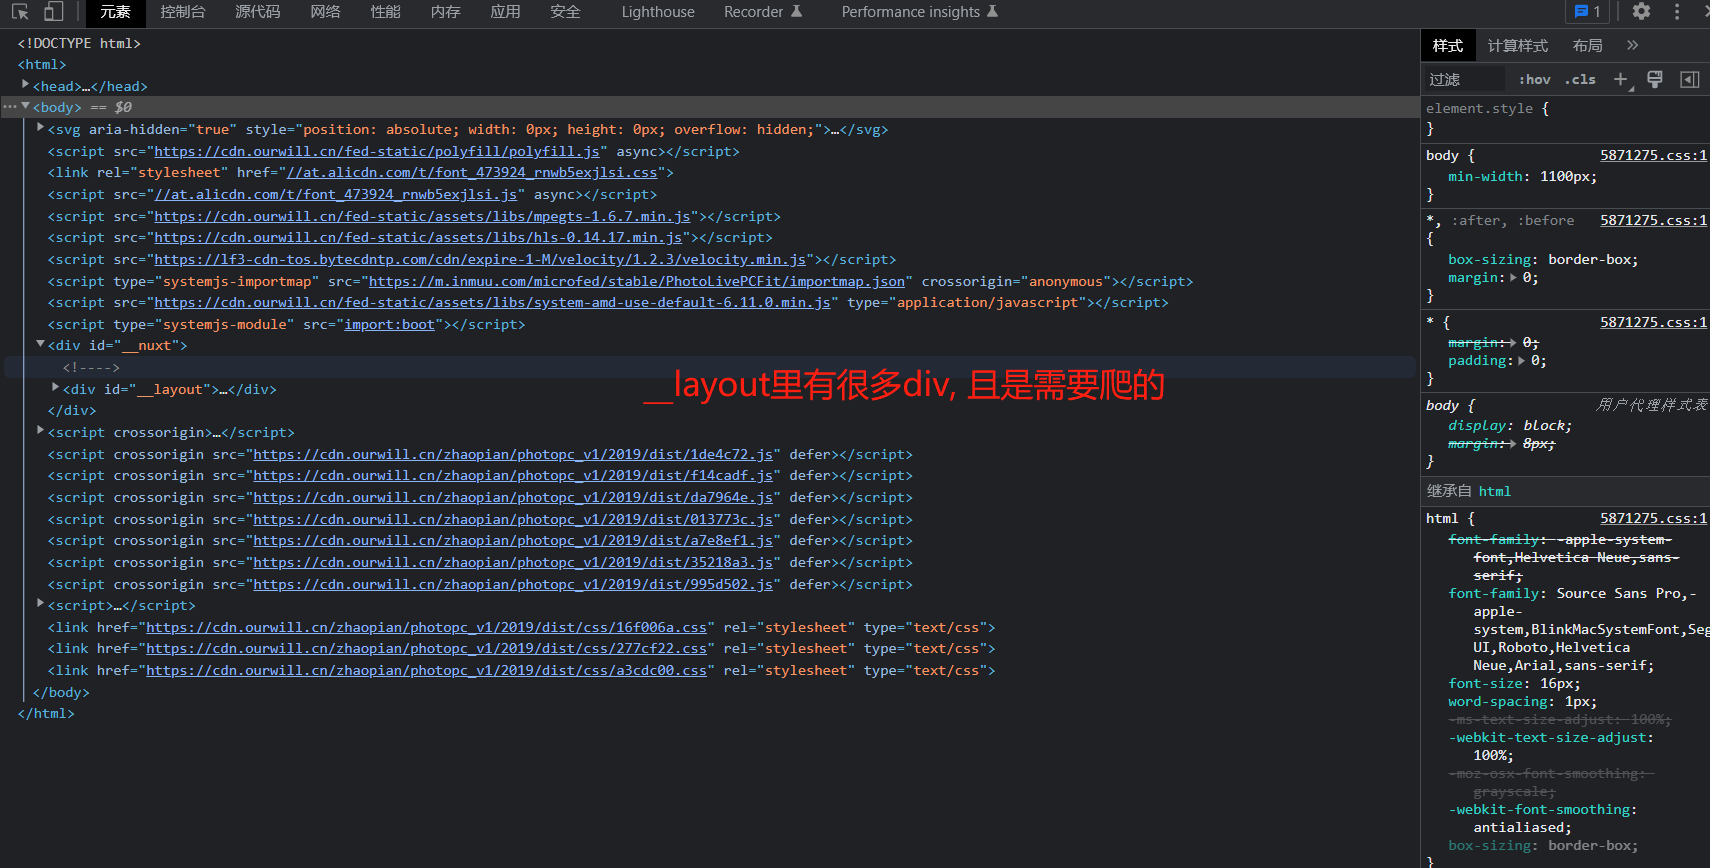 元素 控制台 源代码 网络 性能 内存 应用 安全 Lighthouse Recorder Performance insights 1
<!DOCTYPE html>
<html>
<head>…</head>
<body> == $0
<svg aria-hidden="true" style="position: absolute; width: 0px; height: 0px; overflow: hidden;">…</svg>
<script src="https://cdn.ourwill.cn/fed-static/polyfill/polyfill.js" async></script>
<link rel="stylesheet" href="//at.alicdn.com/t/font_473924_rnwb5exjlsi.css">
<script src="//at.alicdn.com/t/font_473924_rnwb5exjlsi.js" async></script>
<script src="https://cdn.ourwill.cn/fed-static/assets/libs/mpegts-1.6.7.min.js"></script>
<script src="https://cdn.ourwill.cn/fed-static/assets/libs/hls-0.14.17.min.js"></script>
<script src="https://lf3-cdn-tos.bytecdntp.com/cdn/expire-1-M/velocity/1.2.3/velocity.min.js"></script>
<script type="systemjs-importmap" src="https://m.inmuu.com/microfed/stable/PhotoLivePCFit/importmap.json" crossorigin="anonymous"></script>
<script src="https://cdn.ourwill.cn/fed-static/assets/libs/system-amd-use-default-6.11.0.min.js" type="application/javascript"></script>
<script type="systemjs-module" src="import:boot"></script>
<div id="__nuxt">
<!---->
<div id="__layout">…</div>
__layout里有很多div, 且是需要爬的
</div>
<script crossorigin>…</script>
<script crossorigin src="https://cdn.ourwill.cn/zhaopian/photopc_v1/2019/dist/1de4c72.js" defer></script>
<script crossorigin src="https://cdn.ourwill.cn/zhaopian/photopc_v1/2019/dist/f14cadf.js" defer></script>
<script crossorigin src="https://cdn.ourwill.cn/zhaopian/photopc_v1/2019/dist/da7964e.js" defer></script>
<script crossorigin src="https://cdn.ourwill.cn/zhaopian/photopc_v1/2019/dist/013773c.js" defer></script>
<script crossorigin src="https://cdn.ourwill.cn/zhaopian/photopc_v1/2019/dist/a7e8ef1.js" defer></script>
<script crossorigin src="https://cdn.ourwill.cn/zhaopian/photopc_v1/2019/dist/35218a3.js" defer></script>
<script crossorigin src="https://cdn.ourwill.cn/zhaopian/photopc_v1/2019/dist/995d502.js" defer></script>
<script>…</script>
<link href="https://cdn.ourwill.cn/zhaopian/photopc_v1/2019/dist/css/16f006a.css" rel="stylesheet" type="text/css">
<link href="https://cdn.ourwill.cn/zhaopian/photopc_v1/2019/dist/css/277cf22.css" rel="stylesheet" type="text/css">
<link href="https://cdn.ourwill.cn/zhaopian/photopc_v1/2019/dist/css/a3cdc00.css" rel="stylesheet" type="text/css">
</body>
</html>
样式 计算样式 布局 »
过滤 :hov .cls +
element.style {
}
body { 5871275.css:1
min-width: 1100px;
}
*, :after, :before 5871275.css:1
{
box-sizing: border-box;
margin: 0;
}
* { 5871275.css:1
margin: 0;
padding: 0;
}
body { 用户代理样式表
display: block;
margin: 8px;
}
继承自 html
html { 5871275.css:1
font-family: -apple-system-
font,Helvetica Neue,sans-
serif;
font-family: Source Sans Pro,-
apple-
system,BlinkMacSystemFont,Seg
UI,Roboto,Helvetica
Neue,Arial,sans-serif;
font-size: 16px;
word-spacing: 1px;
-ms-text-size-adjust: 100%;
-webkit-text-size-adjust:
100%;
-moz-osx-font-smoothing:
grayscale;
-webkit-font-smoothing:
antialiased;
box-sizing: border-box;
}